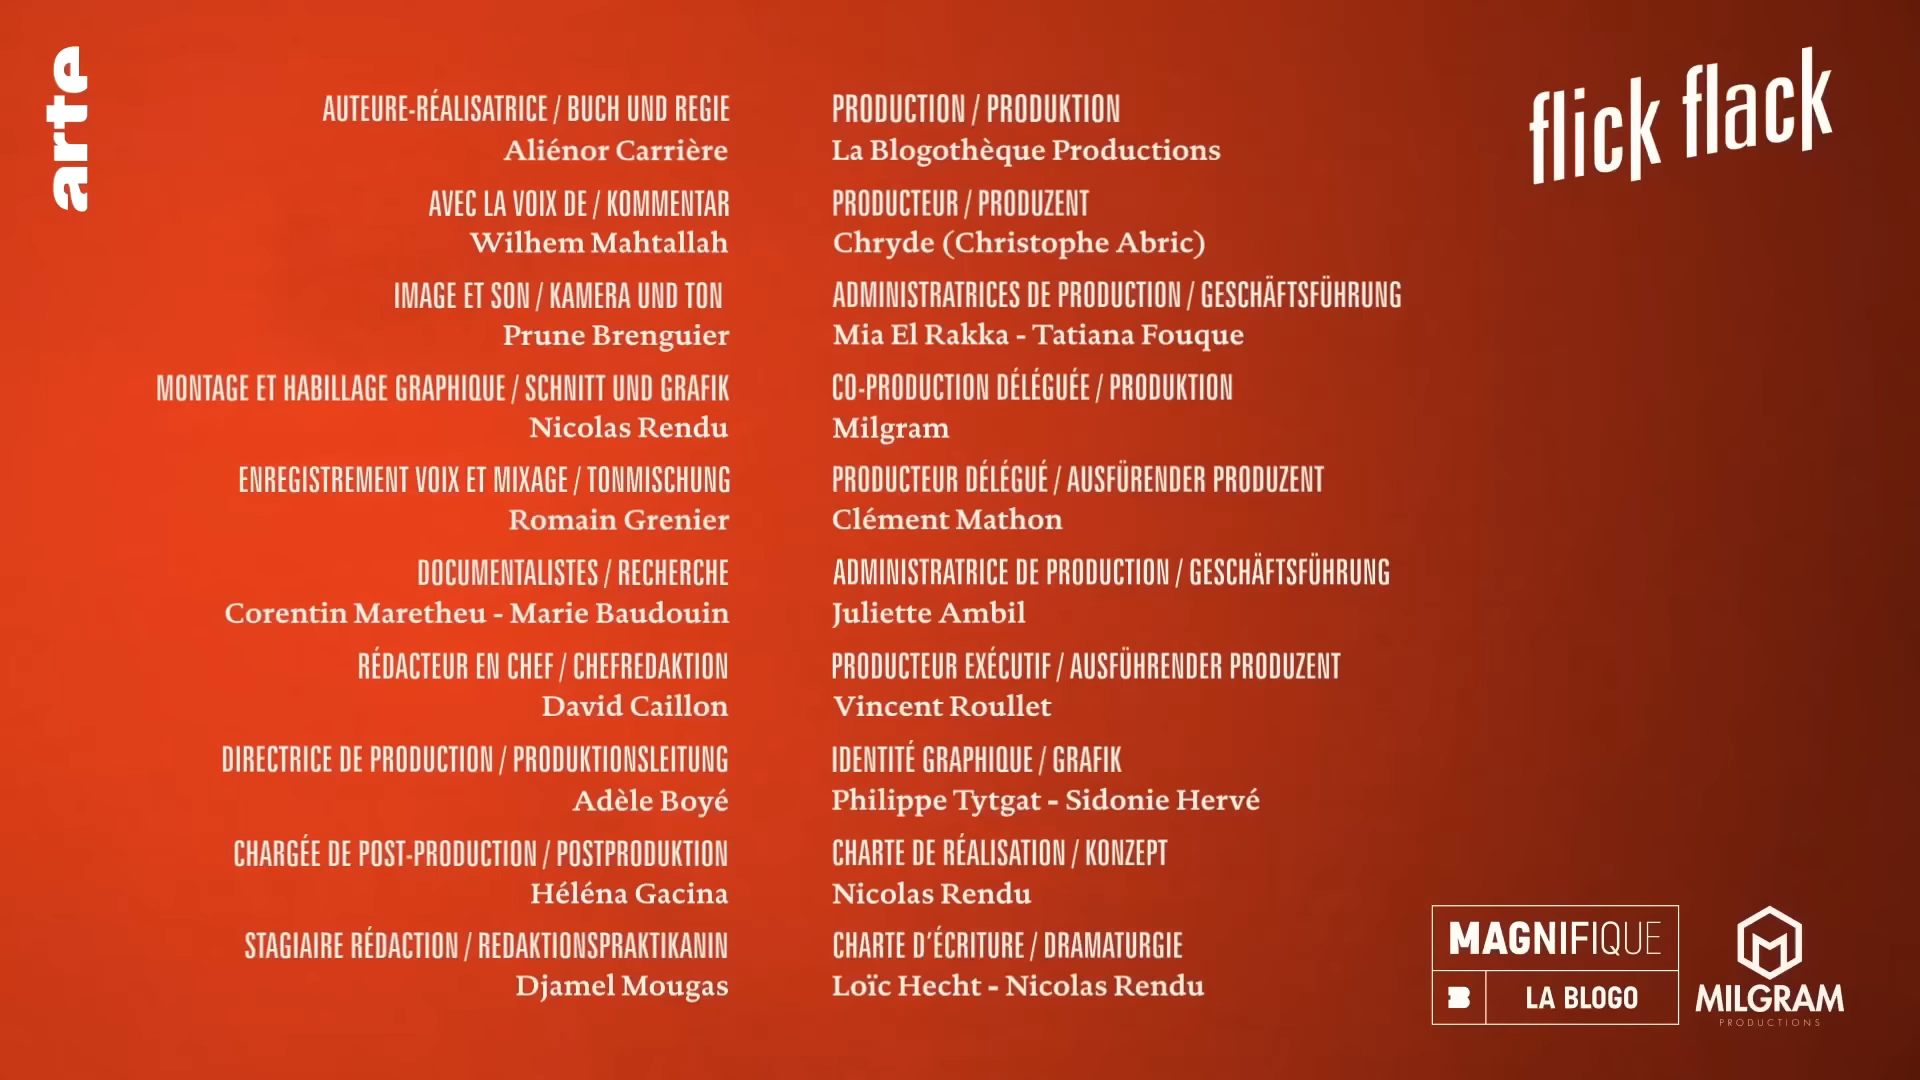 arte
AUTEURE-RÉALISATRICE / BUCH UND REGIE
Aliénor Carrière
AVEC LA VOIX DE / KOMMENTAR
Wilhem Mahtallah
IMAGE ET SON / KAMERA UND TON
Prune Brenguier
MONTAGE ET HABILLAGE GRAPHIQUE / SCHNITT UND GRAFIK
Nicolas Rendu
ENREGISTREMENT VOIX ET MIXAGE / TONMISCHUNG
Romain Grenier
DOCUMENTALISTES / RECHERCHE
Corentin Maretheu - Marie Baudouin
RÉDACTEUR EN CHEF / CHEFREDAKTION
David Caillon
DIRECTRICE DE PRODUCTION / PRODUKTIONSLEITUNG
Adèle Boyé
CHARGÉE DE POST-PRODUCTION / POSTPRODUKTION
Héléna Gacina
STAGIAIRE RÉDACTION / REDAKTIONSPRAKTIKANIN
Djamel Mougas
PRODUCTION / PRODUKTION
La Blogothèque Productions
PRODUCTEUR / PRODUZENT
Chryde (Christophe Abric)
ADMINISTRATRICES DE PRODUCTION / GESCHÄFTSFÜHRUNG
Mia El Rakka - Tatiana Fouque
CO-PRODUCTION DÉLÉGUÉE / PRODUKTION
Milgram
PRODUCTEUR DÉLÉGUÉ / AUSFÜRENDER PRODUZENT
Clément Mathon
ADMINISTRATRICE DE PRODUCTION / GESCHÄFTSFÜHRUNG
Juliette Ambil
PRODUCTEUR EXÉCUTIF / AUSFÜHRENDER PRODUZENT
Vincent Roullet
IDENTITÉ GRAPHIQUE / GRAFIK
Philippe Tytgat - Sidonie Hervé
CHARTE DE RÉALISATION / KONZEPT
Nicolas Rendu
CHARTE D'ÉCRITURE / DRAMATURGIE
Loïc Hecht - Nicolas Rendu
flick flack
MAGNIFIQUE
B LA BLOGO
MILGRAM
PRODUCTIONS